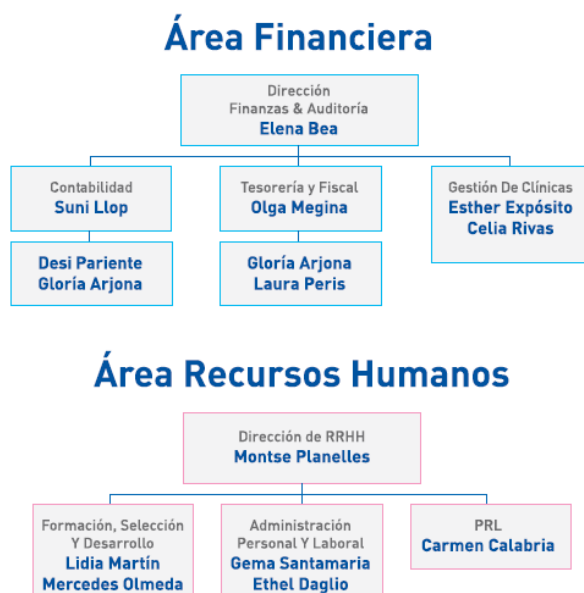 Área Financiera
Dirección
Finanzas & Auditoría
Elena Bea
Contabilidad
Suni Llop
Tesorería y Fiscal
Olga Megina
Gestión De Clínicas
Esther Expósito
Celia Rivas
Desi Pariente
Gloría Arjona
Gloría Arjona
Laura Peris
Área Recursos Humanos
Dirección de RRHH
Montse Planelles
Formación, Selección
Y Desarrollo
Lidia Martín
Mercedes Olmeda
Administración
Personal Y Laboral
Gema Santamaria
Ethel Daglio
PRL
Carmen Calabria